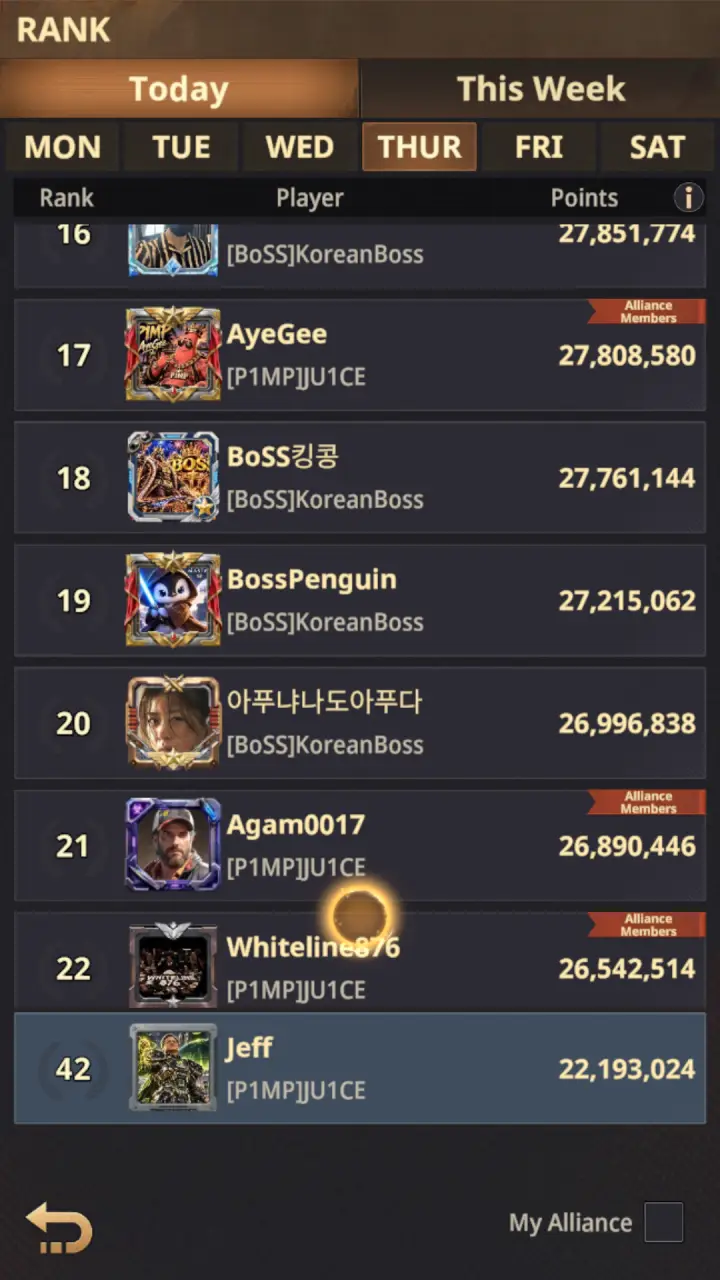 RANK
Today This Week
MON TUE WED THUR FRI SAT
Rank Player Points i
16 27,851,774
[BoSS]KoreanBoss
Alliance Members
17 AyeGee 27,808,580
[P1MP]JU1CE
18 BoSS킹콩 27,761,144
[BoSS]KoreanBoss
19 BossPenguin 27,215,062
[BoSS]KoreanBoss
20 아푸냐나도아푸다 26,996,838
[BoSS]KoreanBoss
Alliance Members
21 Agam0017 26,890,446
[P1MP]JU1CE
Alliance Members
22 Whiteline876 26,542,514
[P1MP]JU1CE
42 Jeff 22,193,024
[P1MP]JU1CE
My Alliance